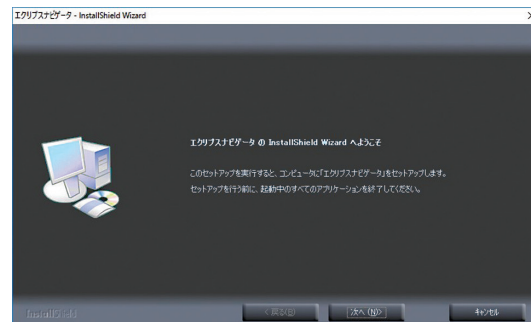 エクリプスナビゲータ - InstallShield Wizard
エクリプスナビゲータ の InstallShield Wizard へようこそ
このセットアップを実行すると、コンピュータに「エクリプスナビゲータ」をセットアップします。
セットアップを行う前に、起動中のすべてのアプリケーションを終了してください。
InstallShield
< 戻る(B)
次へ (N)>
キャンセル